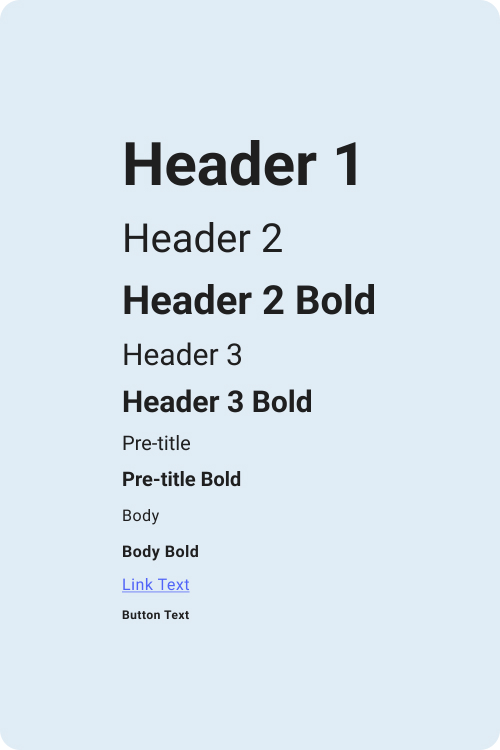 Header 1
Header 2
Header 2 Bold
Header 3
Header 3 Bold
Pre-title
Pre-title Bold
Body
Body Bold
Link Text
Button Text